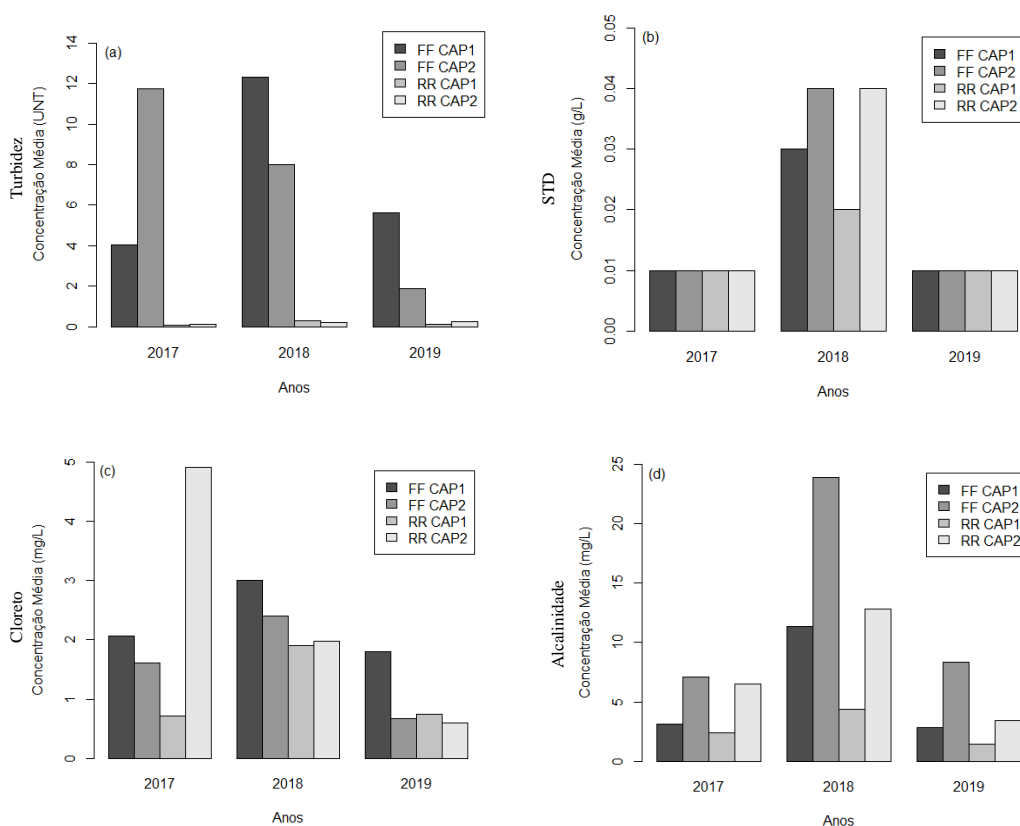 (a)
FF CAP1
FF CAP2
RR CAP1
RR CAP2
Turbidez
Concentração Média (UNT)
14
12
10
8
6
4
2
0
2017 2018 2019
Anos
(b)
FF CAP1
FF CAP2
RR CAP1
RR CAP2
STD
Concentração Média (g/L)
0.05
0.04
0.03
0.02
0.01
0.00
2017 2018 2019
Anos
(c)
FF CAP1
FF CAP2
RR CAP1
RR CAP2
Cloreto
Concentração Média (mg/L)
5
4
3
2
1
0
2017 2018 2019
Anos
(d)
FF CAP1
FF CAP2
RR CAP1
RR CAP2
Alcalinidade
Concentração Média (mg/L)
25
20
15
10
5
0
2017 2018 2019
Anos